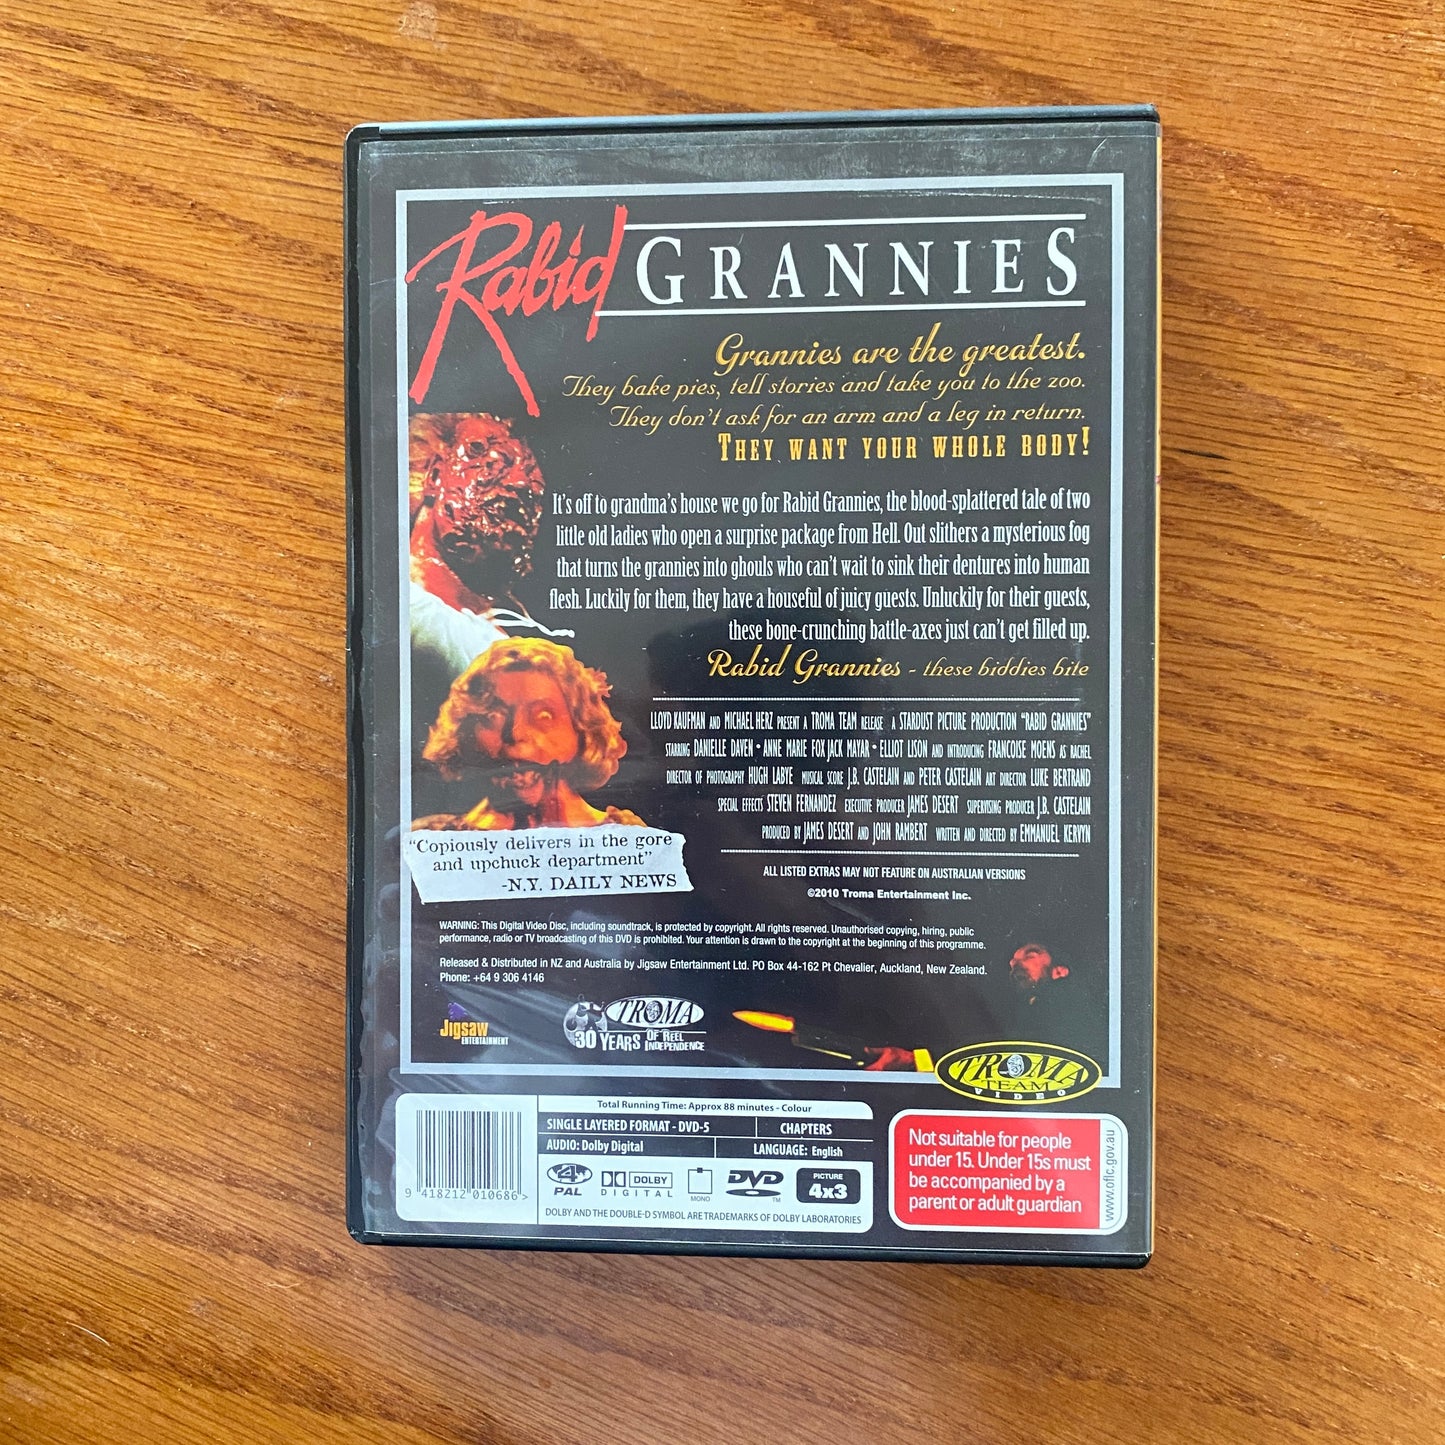 Rabid GRANNIES
Grannies are the greatest.
They bake pies, tell stories and take you to the zoo.
They don't ask for an arm and a leg in return.
THEY WANT YOUR WHOLE BODY!
It's off to grandma's house we go for Rabid Grannies, the blood-splattered tale of two
little old ladies who open a surprise package from Hell. Out slithers a mysterious fog
that turns the grannies into ghouls who can't wait to sink their dentures into human
flesh. Luckily for them, they have a houseful of juicy guests. Unluckily for their guests,
these bone-crunching battle-axes just can't get filled up.
Rabid Grannies - these biddies bite
LLOYD KAUFMAN AND MICHAEL HERZ PRESENT A TROMA TEAM RELEASE A STARDUST PICTURE PRODUCTION "RABID GRANNIES"
STARRING DANIELLE DAVEN • ANNE MARIE FOX JACK MAYAR • ELLIOT LISON AND INTRODUCING FRANCOISE MOENS AS RACHEL
DIRECTOR OF PHOTOGRAPHY HUGH LABYE MUSICAL SCORE J.B. CASTELAIN AND PETER CASTELAIN ART DIRECTOR LUKE BERTRAND
SPECIAL EFFECTS STEVEN FERNANDEZ EXECUTIVE PRODUCER JAMES DESERT SUPERVISING PRODUCER J.B. CASTELAIN
PRODUCED BY JAMES DESERT AND JOHN RAMBERT WRITTEN AND DIRECTED BY EMMANUEL KERVYN
"Copiously delivers in the gore
and upchuck department"
-N.Y. DAILY NEWS
ALL LISTED EXTRAS MAY NOT FEATURE ON AUSTRALIAN VERSIONS
©2010 Troma Entertainment Inc.
WARNING: This Digital Video Disc, including soundtrack, is protected by copyright. All rights reserved. Unauthorised copying, hiring, public
performance, radio or TV broadcasting of this DVD is prohibited. Your attention is drawn to the copyright at the beginning of this programme.
Released & Distributed in NZ and Australia by Jigsaw Entertainment Ltd. PO Box 44-162 Pt Chevalier, Auckland, New Zealand.
Phone: +64 9 306 4146
Jigsaw
ENTERTAINMENT
TROMA
30 YEARS OF REEL INDEPENDENCE
TROMA
TEAM
VIDEO
Total Running Time: Approx 88 minutes - Colour
SINGLE LAYERED FORMAT - DVD-5 CHAPTERS
AUDIO: Dolby Digital LANGUAGE: English
4 PAL DOLBY DIGITAL MONO DVD TM PICTURE 4x3
DOLBY AND THE DOUBLE-D SYMBOL ARE TRADEMARKS OF DOLBY LABORATORIES
9 418212 010686 >
Not suitable for people
under 15. Under 15s must
be accompanied by a
parent or adult guardian
www.oflc.gov.au